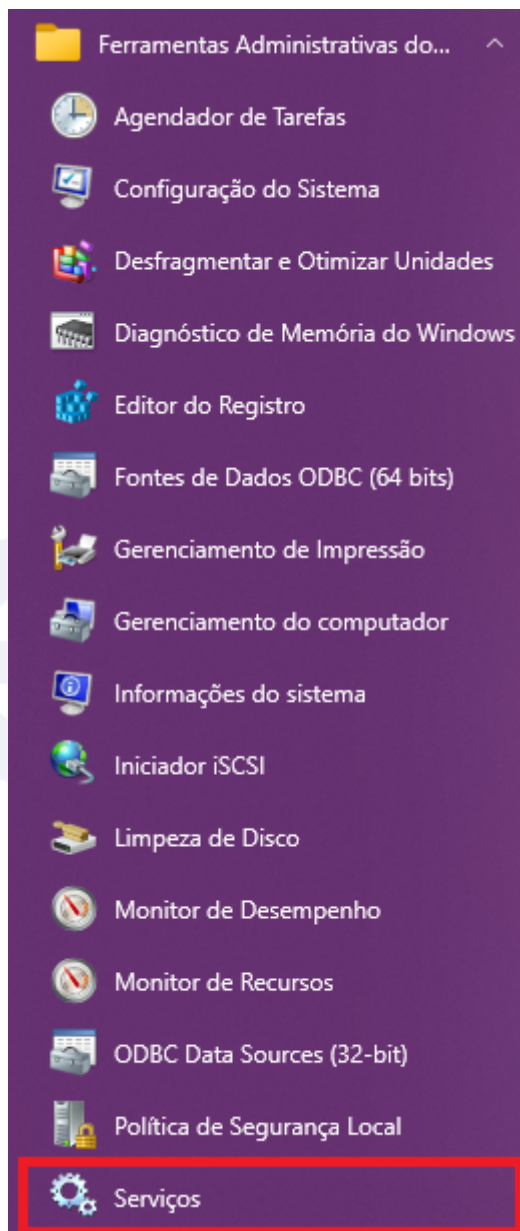 Ferramentas Administrativas do...
Agendador de Tarefas
Configuração do Sistema
Desfragmentar e Otimizar Unidades
Diagnóstico de Memória do Windows
Editor do Registro
Fontes de Dados ODBC (64 bits)
Gerenciamento de Impressão
Gerenciamento do computador
Informações do sistema
Iniciador iSCSI
Limpeza de Disco
Monitor de Desempenho
Monitor de Recursos
ODBC Data Sources (32-bit)
Política de Segurança Local
Serviços